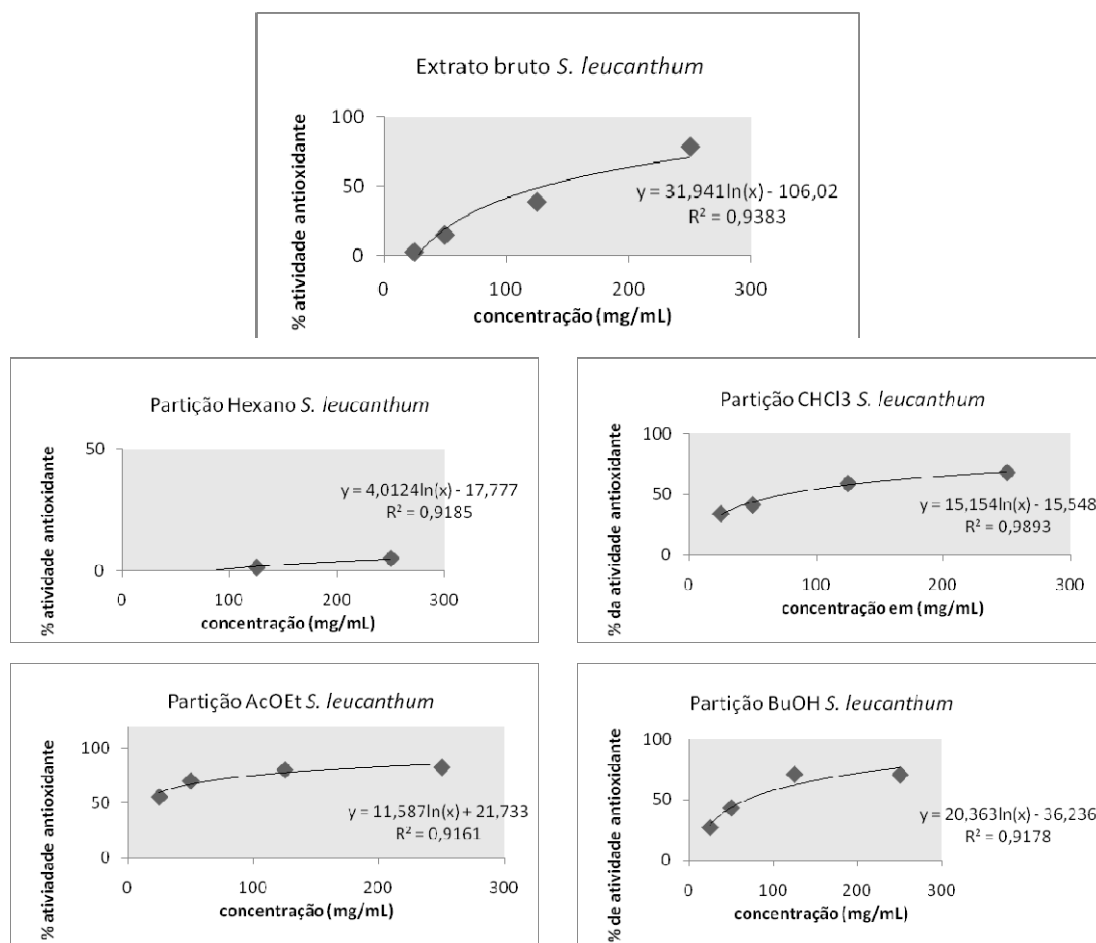 Extrato bruto S. leucanthum
% atividade antioxidante
100
50
0
y = 31,941ln(x) - 106,02
R² = 0,9383
0 100 200 300
concentração (mg/mL)
Partição Hexano S. leucanthum
% atividade antioxidante
50
0
y = 4,0124ln(x) - 17,777
R² = 0,9185
0 100 200 300
concentração (mg/mL)
Partição CHCl3 S. leucanthum
% da atividade antioxidante
100
50
0
y = 15,154ln(x) - 15,548
R² = 0,9893
0 100 200 300
concentração em (mg/mL)
Partição AcOEt S. leucanthum
% ativiadade antioxidante
100
50
0
y = 11,587ln(x) + 21,733
R² = 0,9161
0 100 200 300
concentração (mg/mL)
Partição BuOH S. leucanthum
% de atividade antioxidante
100
50
0
y = 20,363ln(x) - 36,236
R² = 0,9178
0 100 200 300
concentração (mg/mL)